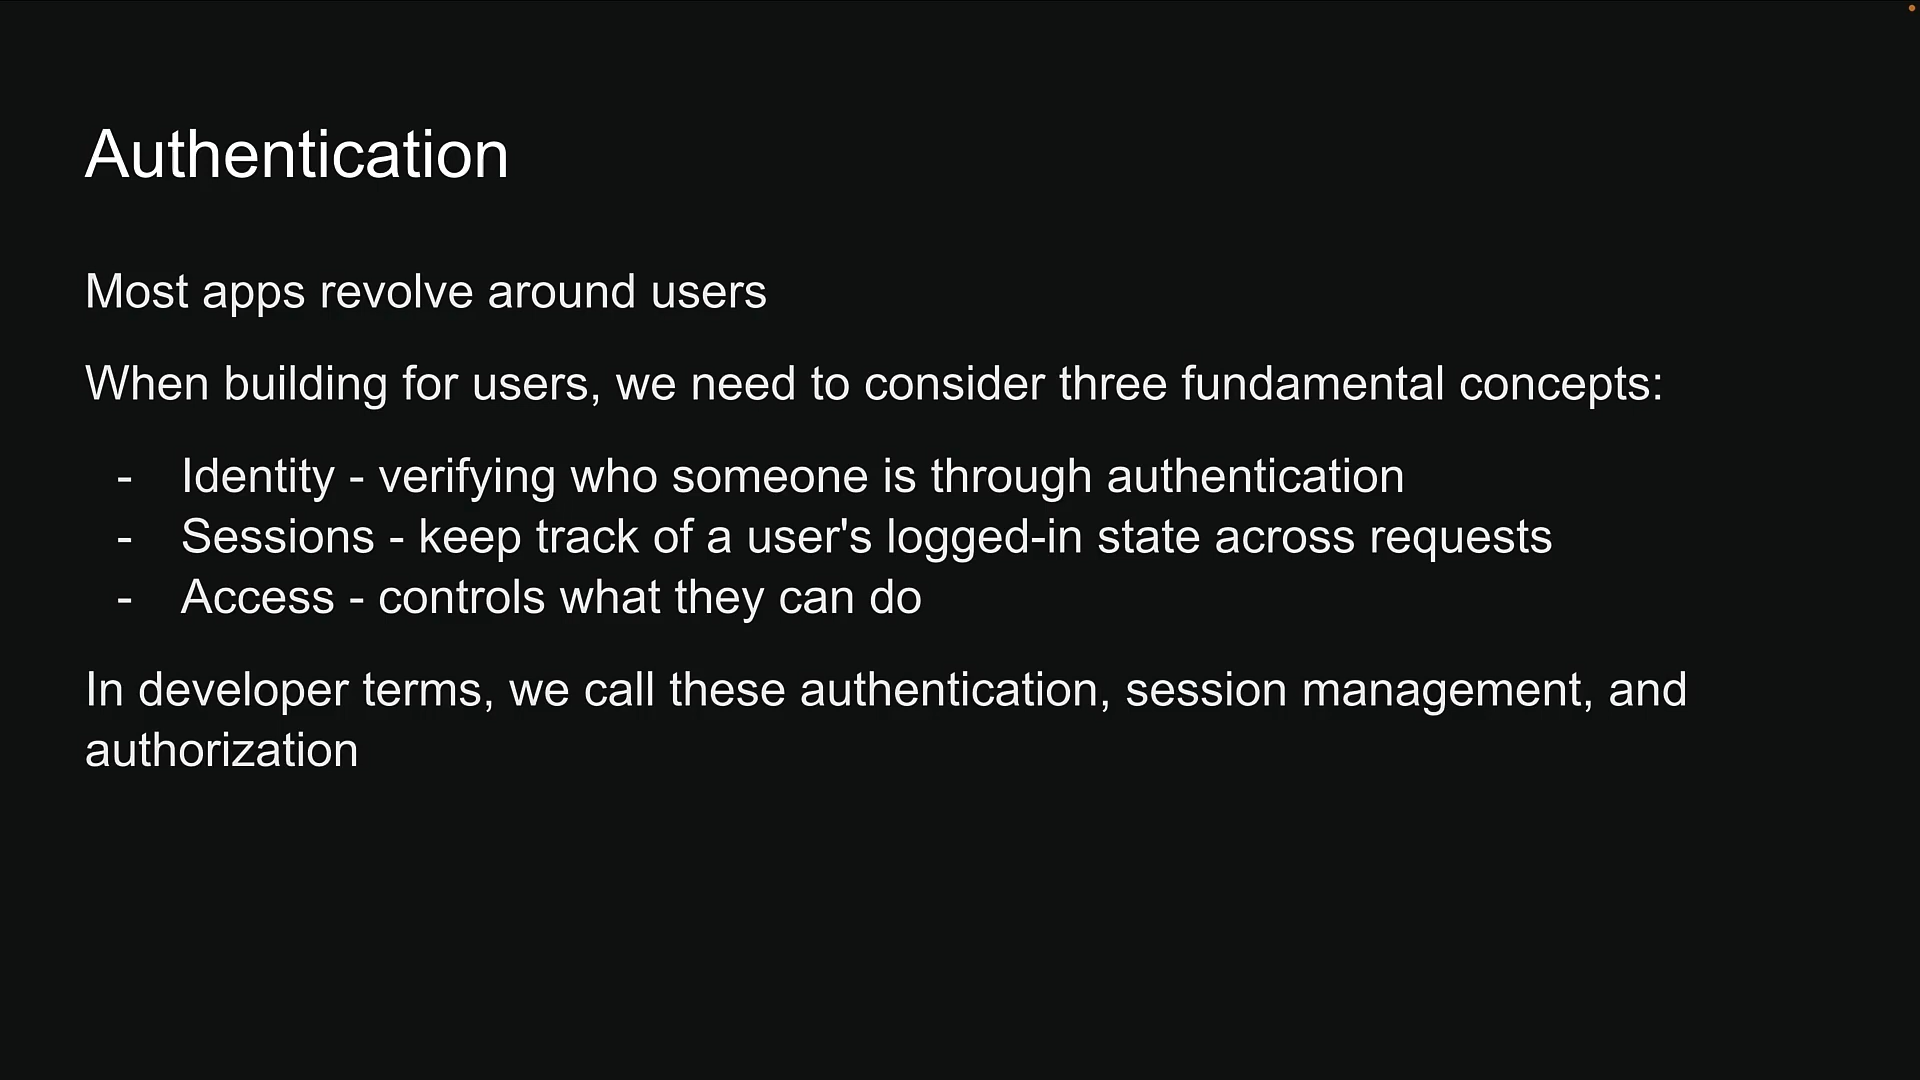 Authentication
Most apps revolve around users
When building for users, we need to consider three fundamental concepts:
- Identity - verifying who someone is through authentication
- Sessions - keep track of a user's logged-in state across requests
- Access - controls what they can do
In developer terms, we call these authentication, session management, and
authorization